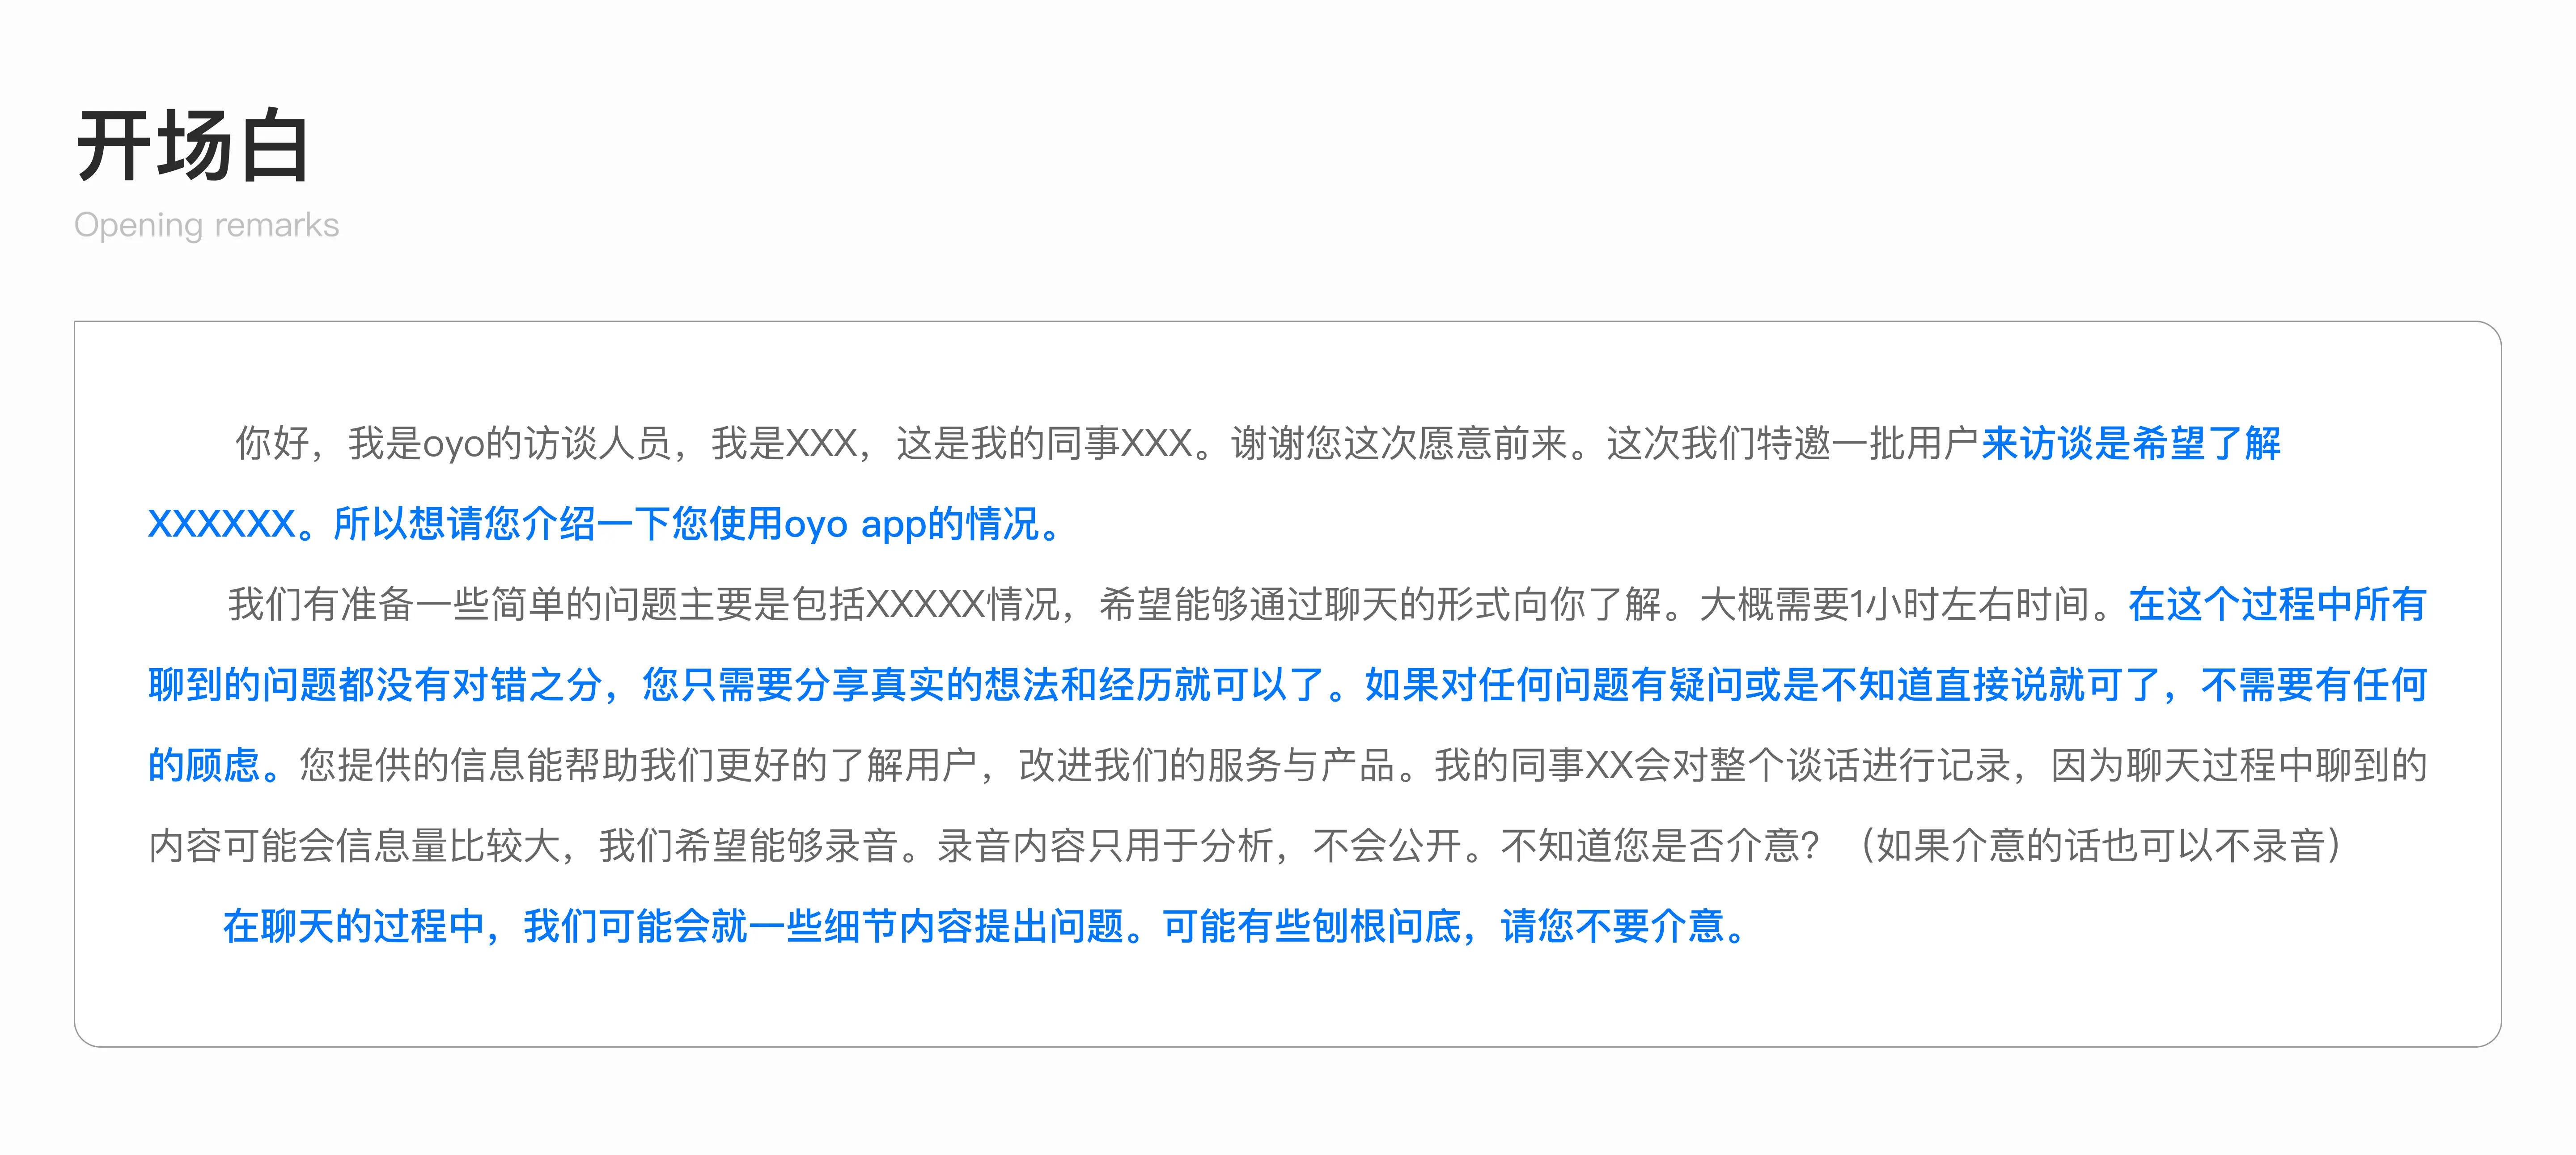 开场白
Opening remarks
你好，我是oyo的访谈人员，我是XXX，这是我的同事XXX。谢谢您这次愿意前来。这次我们特邀一批用户来访谈是希望了解
XXXXXX。所以想请您介绍一下您使用oyo app的情况。
我们有准备一些简单的问题主要是包括XXXXX情况，希望能够通过聊天的形式向你了解。大概需要1小时左右时间。在这个过程中所有
聊到的问题都没有对错之分，您只需要分享真实的想法和经历就可以了。如果对任何问题有疑问或是不知道直接说就可了，不需要有任何
的顾虑。您提供的信息能帮助我们更好的了解用户，改进我们的服务与产品。我的同事XX会对整个谈话进行记录，因为聊天过程中聊到的
内容可能会信息量比较大，我们希望能够录音。录音内容只用于分析，不会公开。不知道您是否介意？（如果介意的话也可以不录音）
在聊天的过程中，我们可能会就一些细节内容提出问题。可能有些刨根问底，请您不要介意。